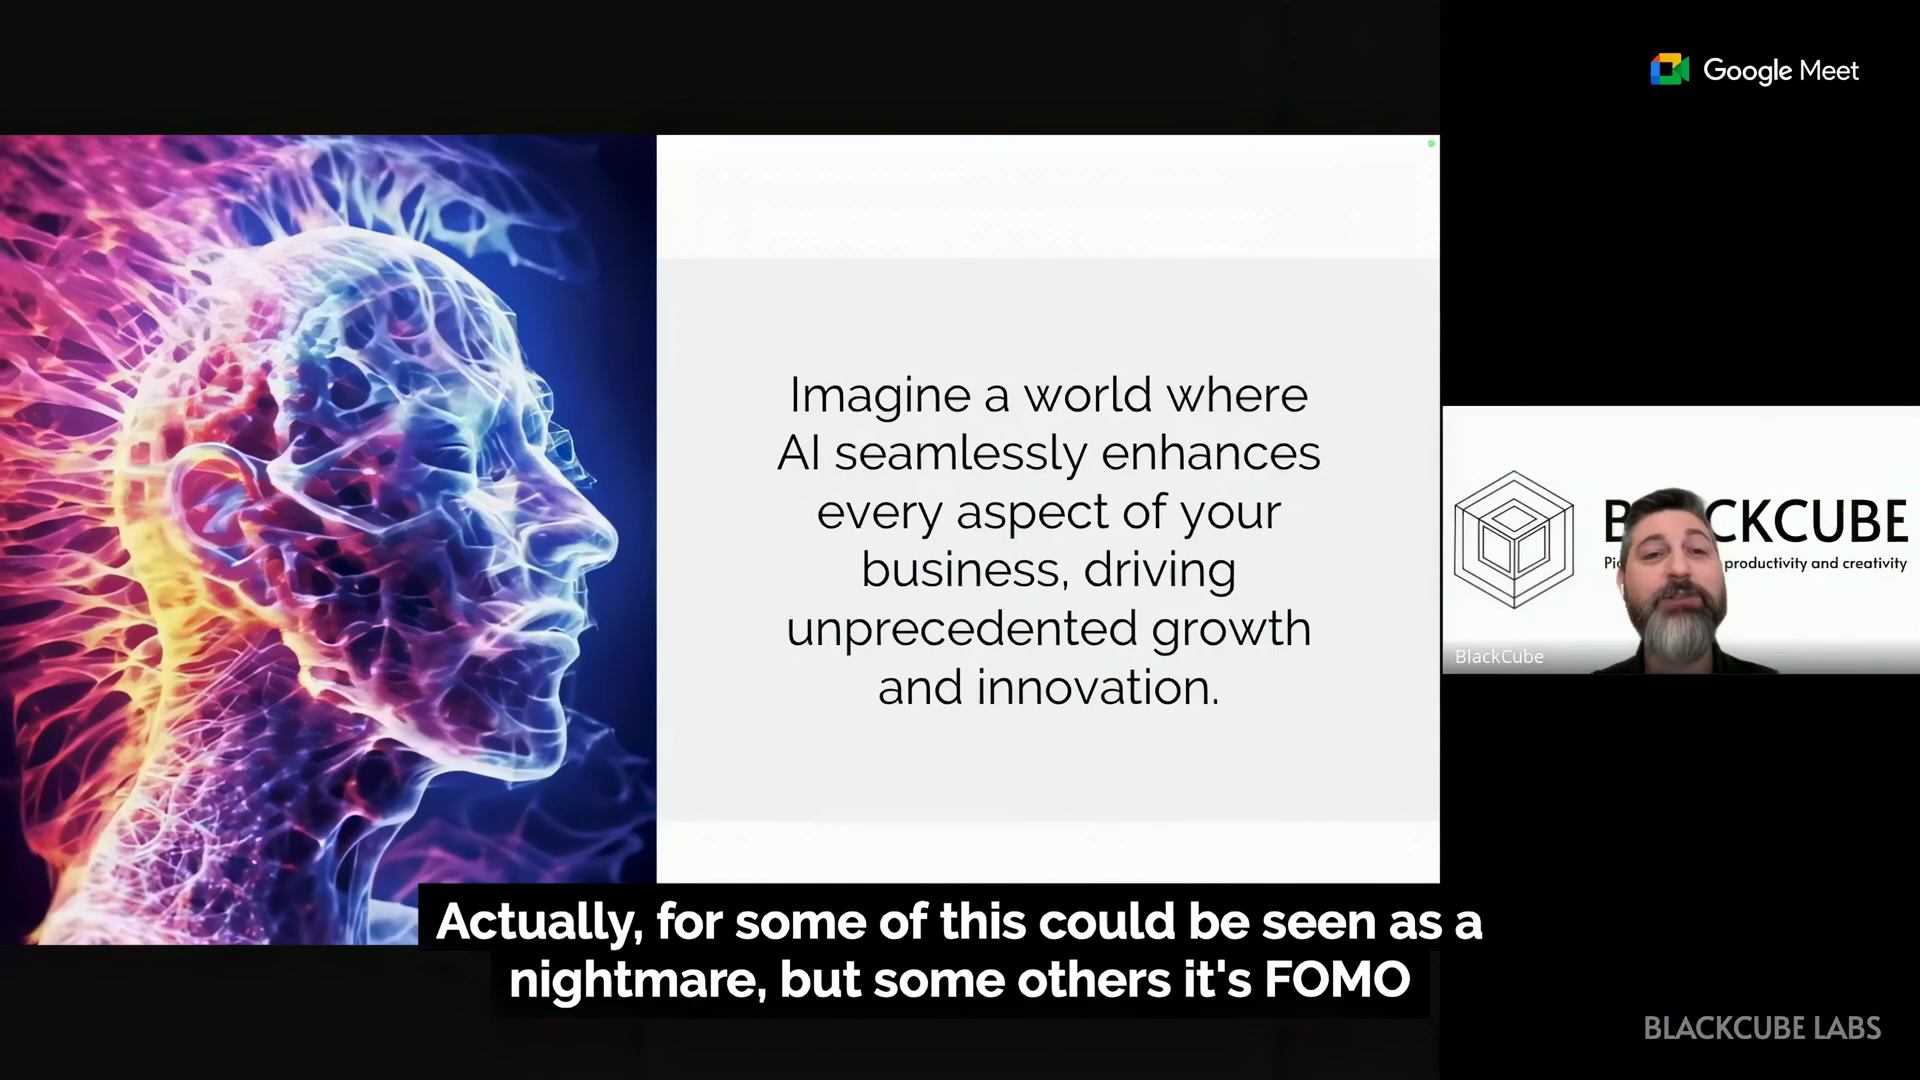 Google Meet
Imagine a world where
AI seamlessly enhances
every aspect of your
business, driving
unprecedented growth
and innovation.
B CKCUBE
productivity and creativity
BlackCube
Actually, for some of this could be seen as a
nightmare, but some others it's FOMO
BLACKCUBE LABS